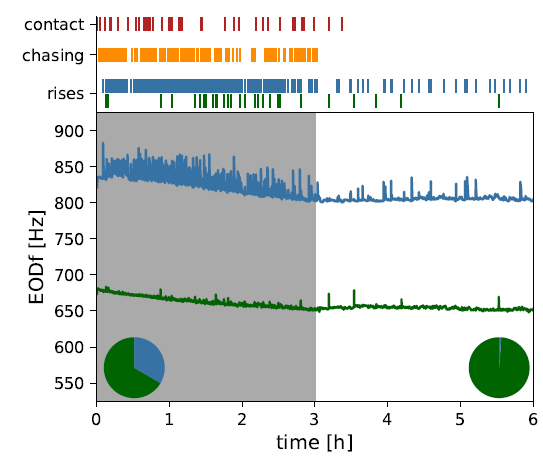 contact
chasing
rises
900
850
800
750
700
650
600
550
EODf [Hz]
0 1 2 3 4 5 6
time [h]